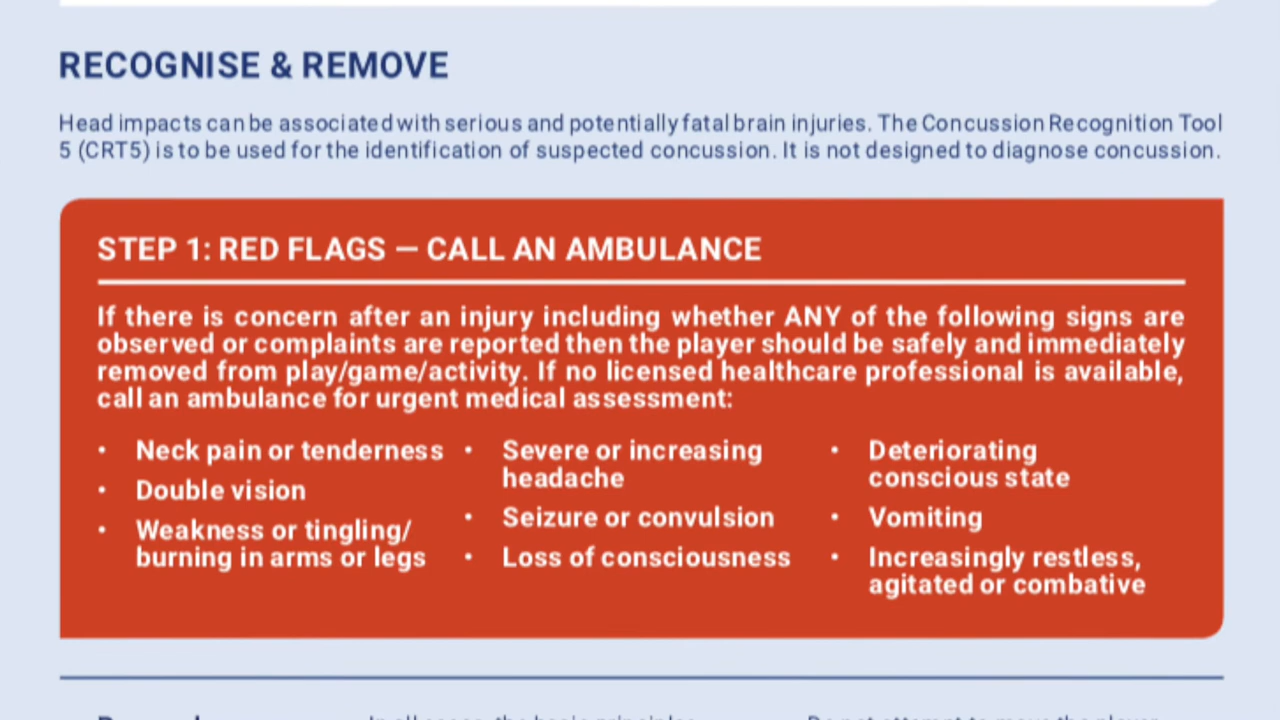 RECOGNISE & REMOVE
Head impacts can be associated with serious and potentially fatal brain injuries. The Concussion Recognition Tool
5 (CRT5) is to be used for the identification of suspected concussion. It is not designed to diagnose concussion.
STEP 1: RED FLAGS — CALL AN AMBULANCE
If there is concern after an injury including whether ANY of the following signs are
observed or complaints are reported then the player should be safely and immediately
removed from play/game/activity. If no licensed healthcare professional is available,
call an ambulance for urgent medical assessment:
• Neck pain or tenderness
• Double vision
• Weakness or tingling/
burning in arms or legs
• Severe or increasing
headache
• Seizure or convulsion
• Loss of consciousness
• Deteriorating
conscious state
• Vomiting
• Increasingly restless,
agitated or combative